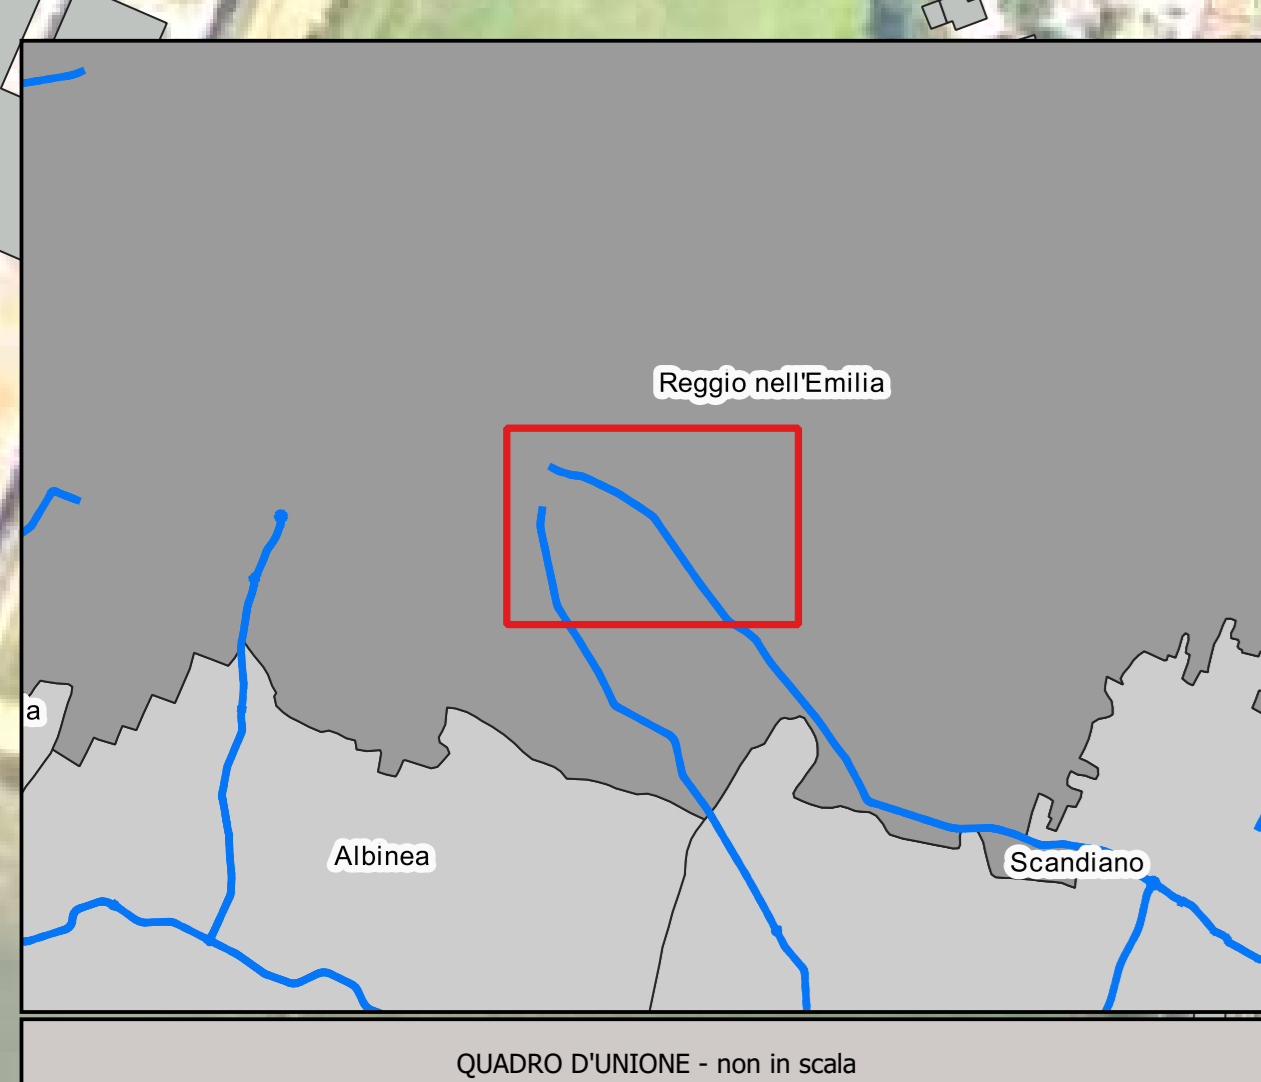 Reggio nell'Emilia
a
Albinea
Scandiano
QUADRO D'UNIONE - non in scala